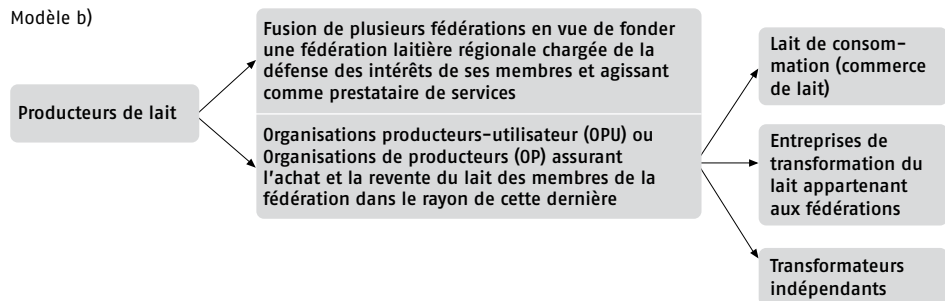 Modèle b)
Producteurs de lait
Fusion de plusieurs fédérations en vue de fonder
une fédération laitière régionale chargée de la
défense des intérêts de ses membres et agissant
comme prestataire de services
Organisations producteurs-utilisateur (OPU) ou
Organisations de producteurs (OP) assurant
l'achat et la revente du lait des membres de la
fédération dans le rayon de cette dernière
Lait de consom-
mation (commerce
de lait)
Entreprises de
transformation du
lait appartenant
aux fédérations
Transformateurs
indépendants